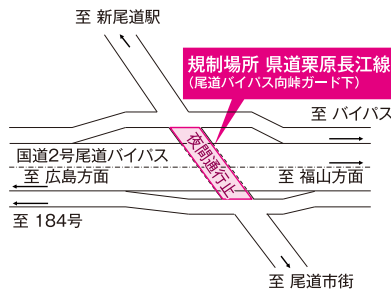 至 新尾道駅
規制場所 県道栗原長江線
（尾道バイパス向峠ガード下）
至 バイパス
国道2号尾道バイパス
夜間通行止
至 広島方面
至 福山方面
至 184号
至 尾道市街